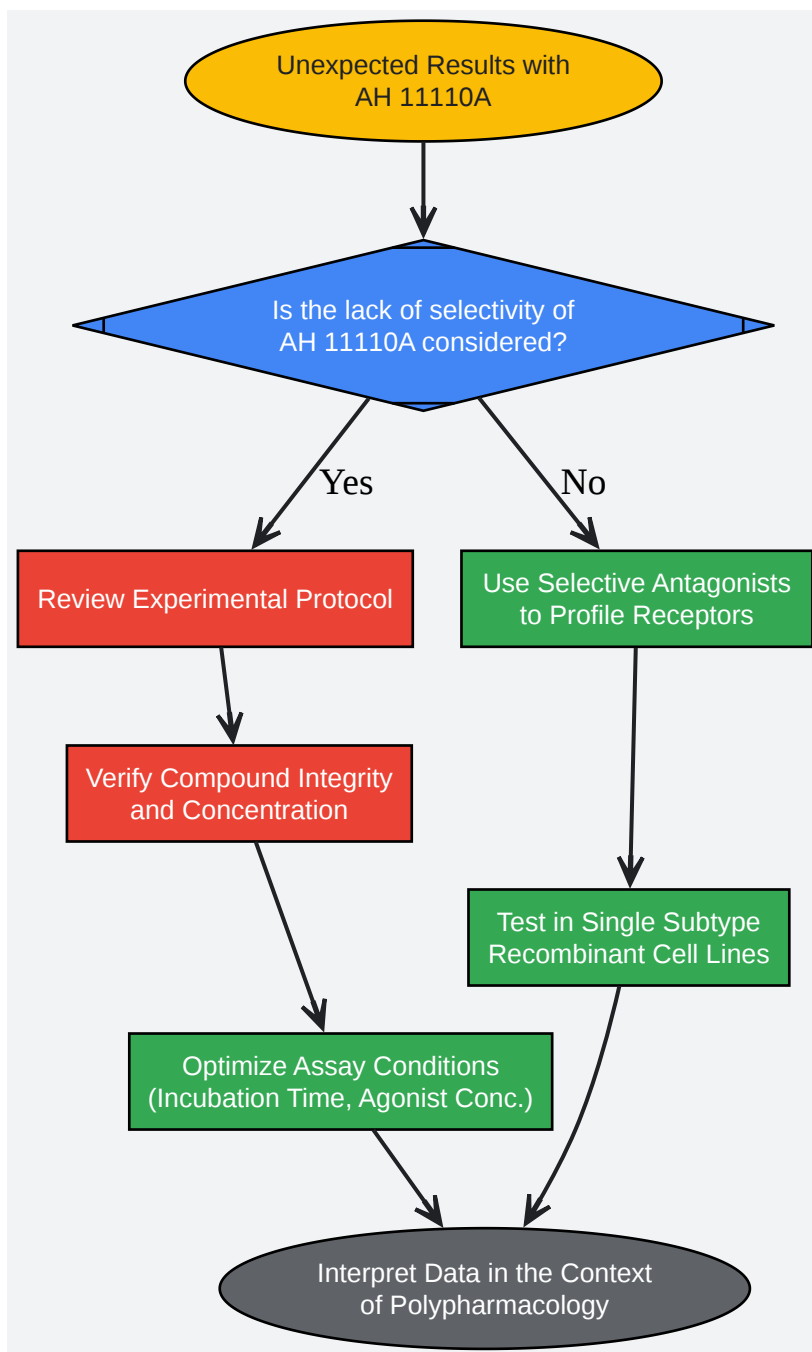 Unexpected Results with
AH 11110A
Is the lack of selectivity of
AH 11110A considered?
Yes
No
Review Experimental Protocol
Use Selective Antagonists
to Profile Receptors
Verify Compound Integrity
and Concentration
Test in Single Subtype
Recombinant Cell Lines
Optimize Assay Conditions
(Incubation Time, Agonist Conc.)
Interpret Data in the Context
of Polypharmacology